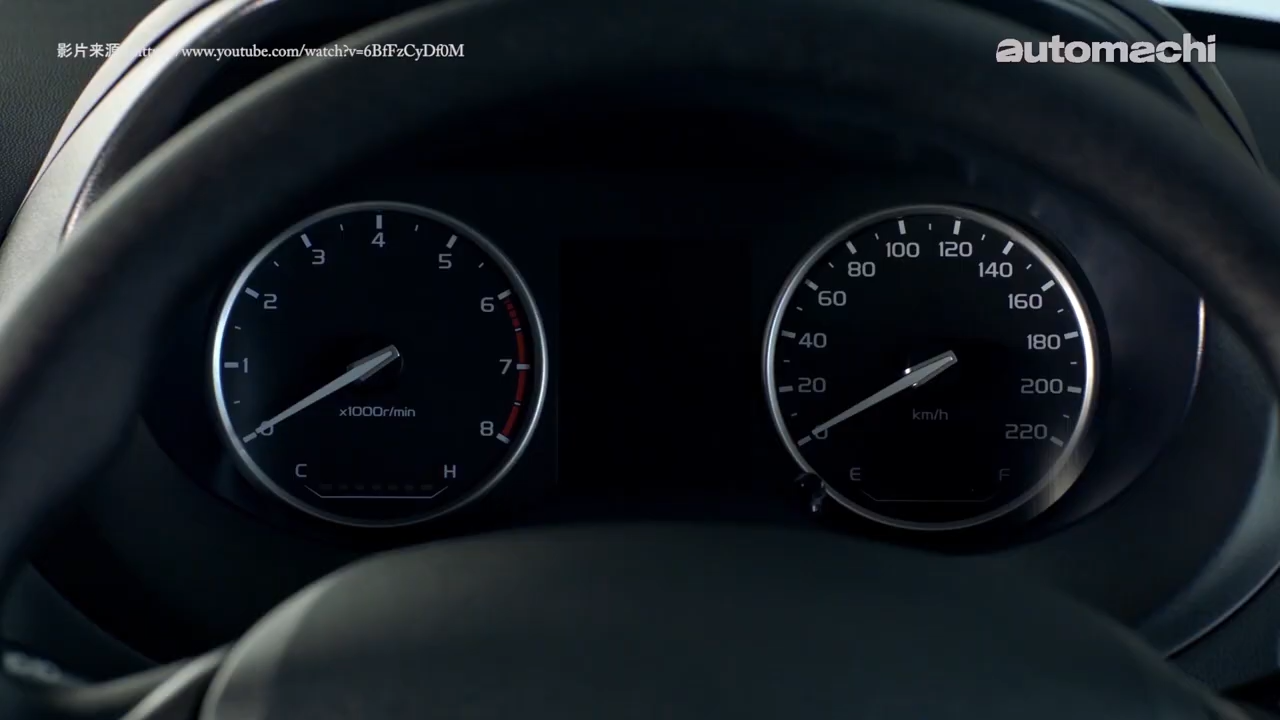 影片来源：https://www.youtube.com/watch?v=6BfFzCyDf0M
automachi
0
1
2
3
4
5
6
7
8
x1000r/min
C
H
0
20
40
60
80
100
120
140
160
180
200
220
km/h
E
F